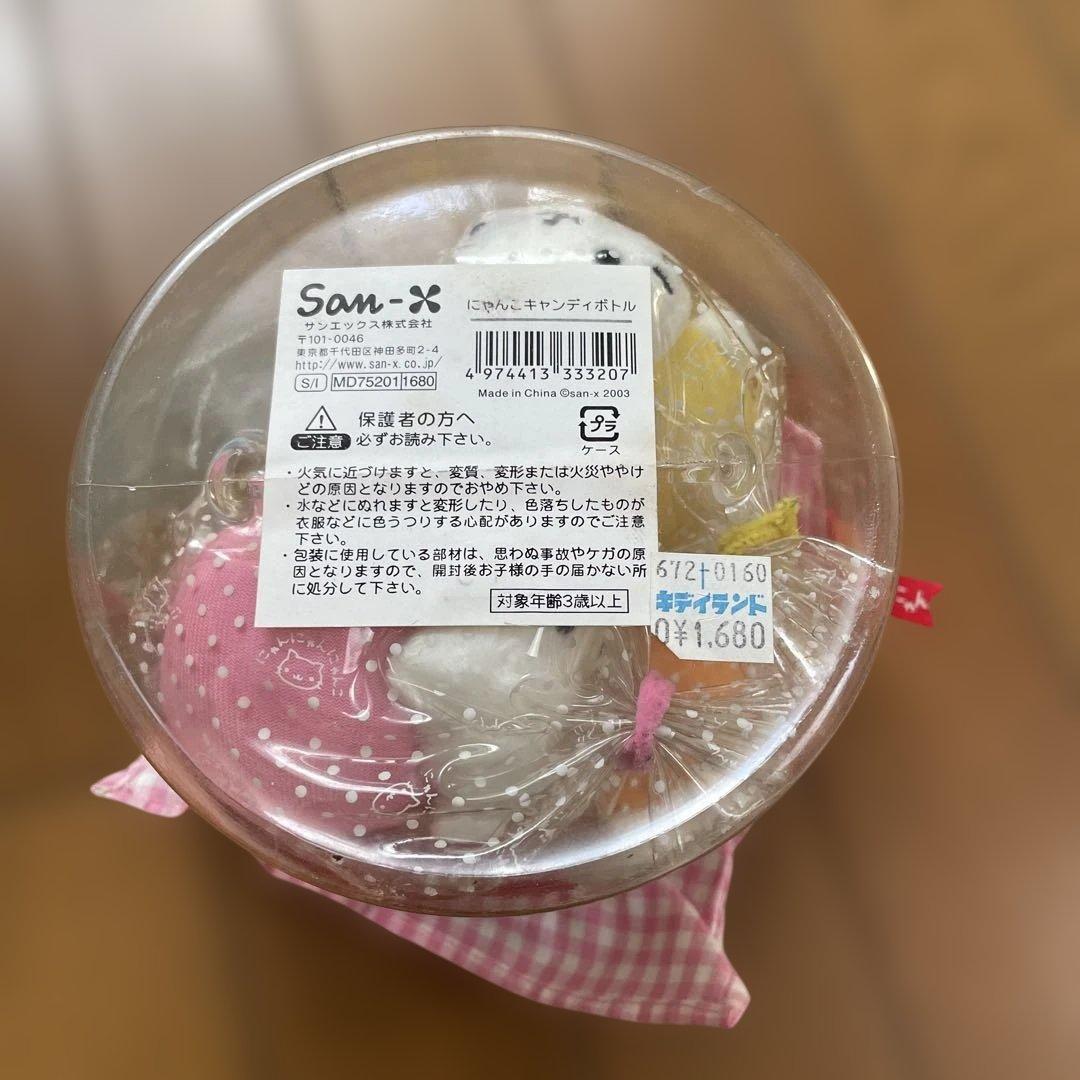 San-X
サンエックス株式会社
〒101-0046
東京都千代田区神田多町2-4
http://www.san-x.co.jp/
S/I MD75201 1680
にゃんこキャンディボトル
4 974413 333207
Made in China ©san-x 2003
ご注意
保護者の方へ
必ずお読み下さい。
プラ
ケース
・火気に近づけますと、変質、変形または火災ややけ
どの原因となりますのでおやめ下さい。
・水などにぬれますと変形したり、色落ちしたものが
衣服などに色うつりする心配がありますのでご注意
下さい。
・包装に使用している部材は、思わぬ事故やケガの原
因となりますので、開封後お子様の手の届かない所
に処分して下さい。
対象年齢3歳以上
672 0160
キデイランド
0¥1,680
にゃんにゃんにゃんこ